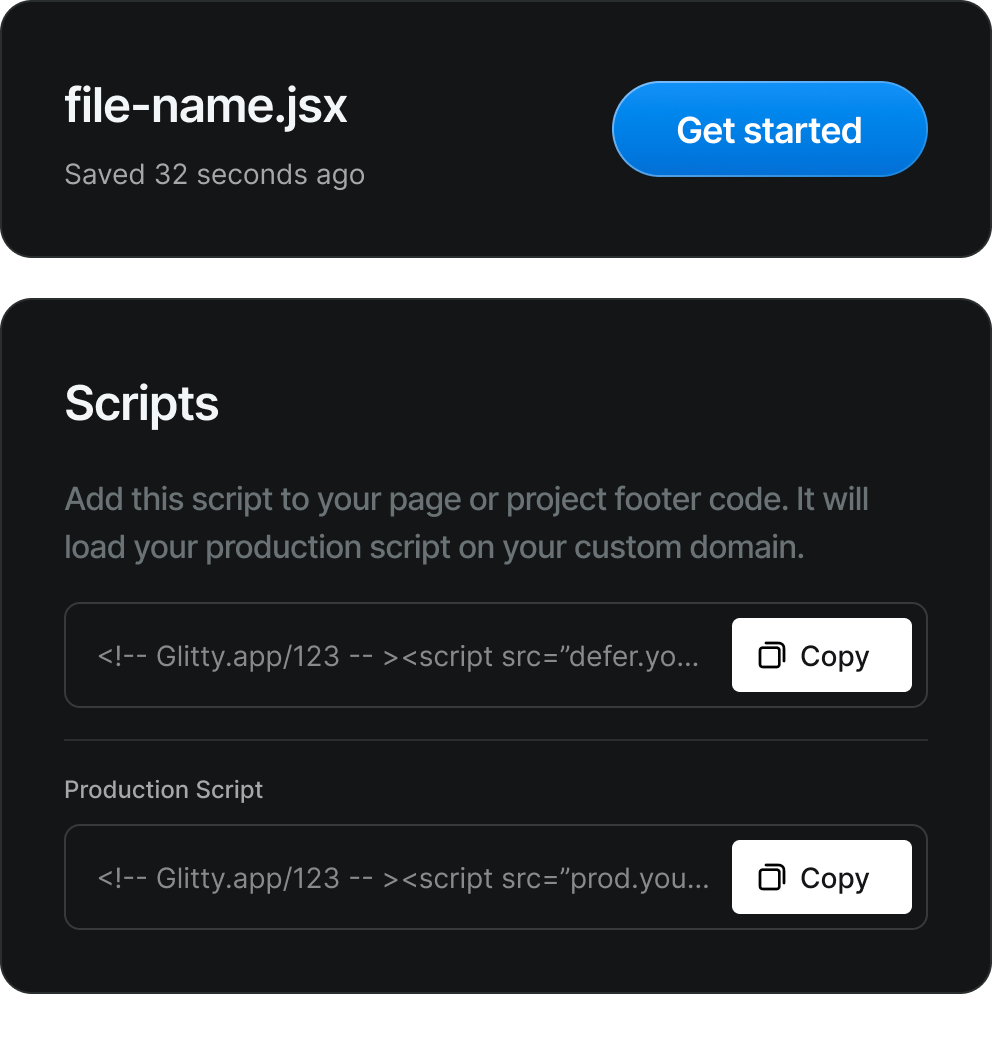 file-name.jsx
Saved 32 seconds ago
Get started
Scripts
Add this script to your page or project footer code. It will
load your production script on your custom domain.
<!-- Glitty.app/123 -- ><script src=”defer.yo...
Copy
Production Script
<!-- Glitty.app/123 -- ><script src=”prod.you...
Copy